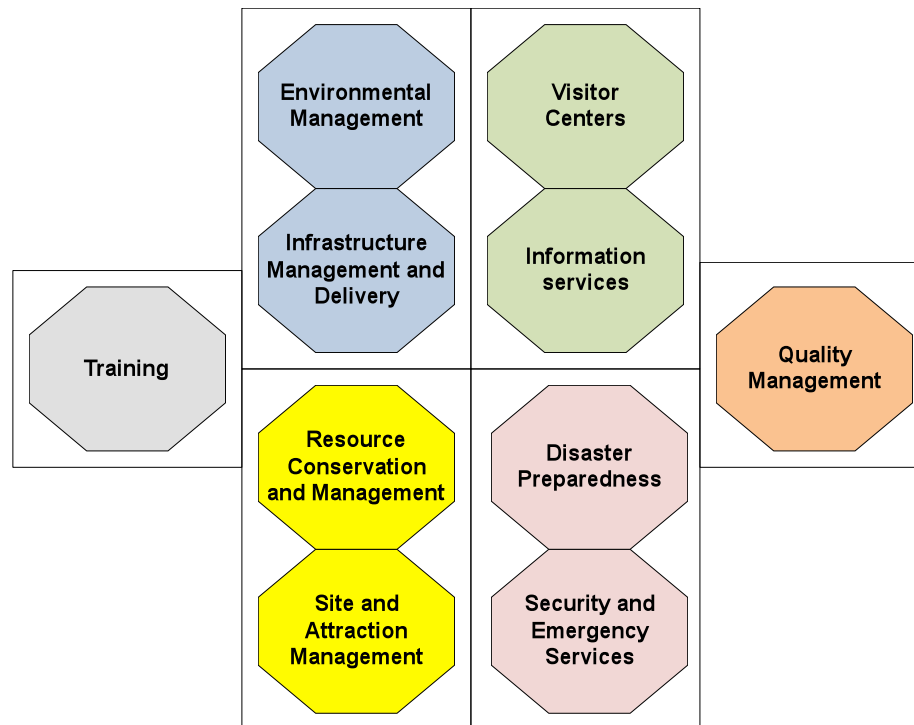 Environmental
Management
Visitor
Centers
Infrastructure
Management and
Delivery
Information
services
Training
Quality
Management
Resource
Conservation
and Management
Disaster
Preparedness
Site and
Attraction
Management
Security and
Emergency
Services